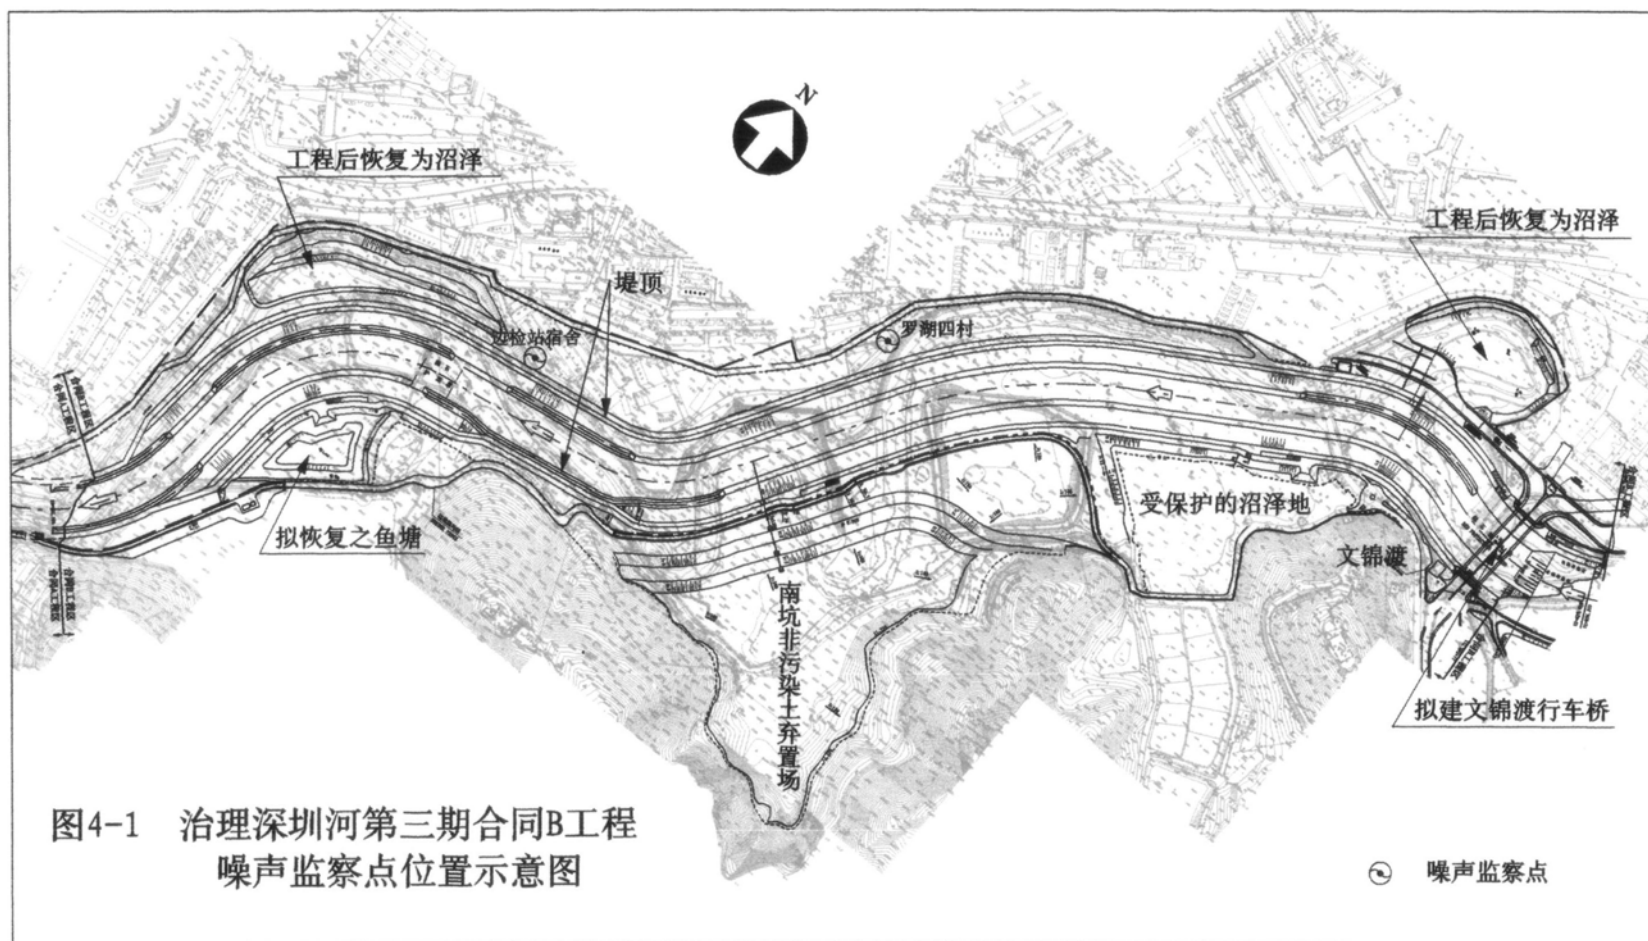 N
工程后恢复为沼泽
工程后恢复为沼泽
堤顶
边检站宿舍
罗湖四村
受保护的沼泽地
拟恢复之鱼塘
文锦渡
南坑非污染土弃置场
拟建文锦渡行车桥
图4-1 治理深圳河第三期合同B工程
噪声监察点位置示意图
噪声监察点